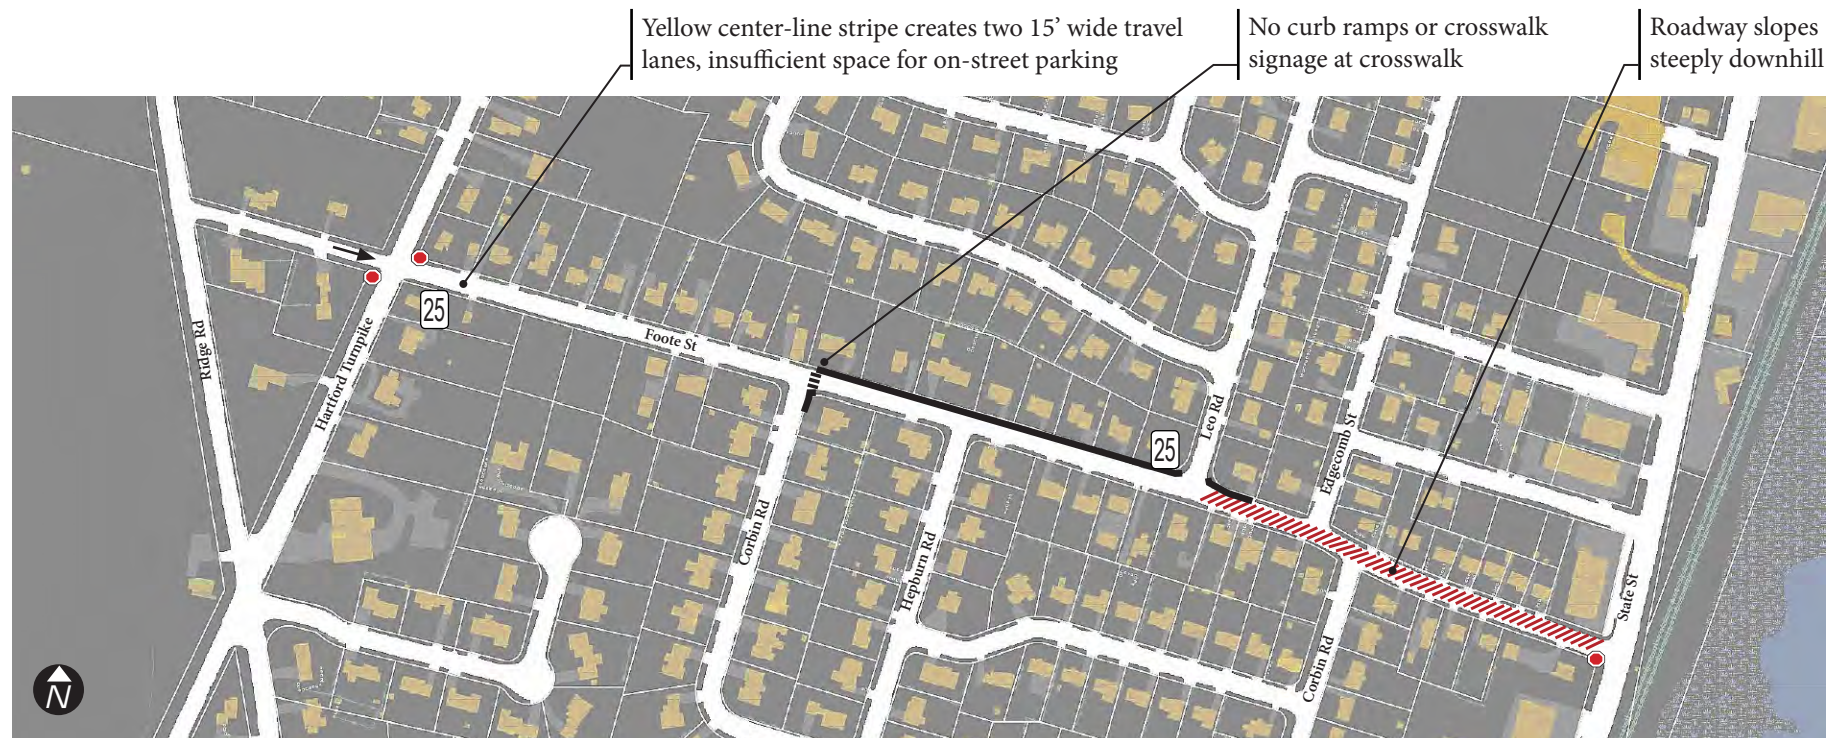 Yellow center-line stripe creates two 15’ wide travel
lanes, insufficient space for on-street parking
No curb ramps or crosswalk
signage at crosswalk
Roadway slopes
steeply downhill
25
Ridge Rd
Hartford Turnpike
Foote St
25
Leo Rd
Edgecomb St
Corbin Rd
Hepburn Rd
Corbin Rd
State St
N